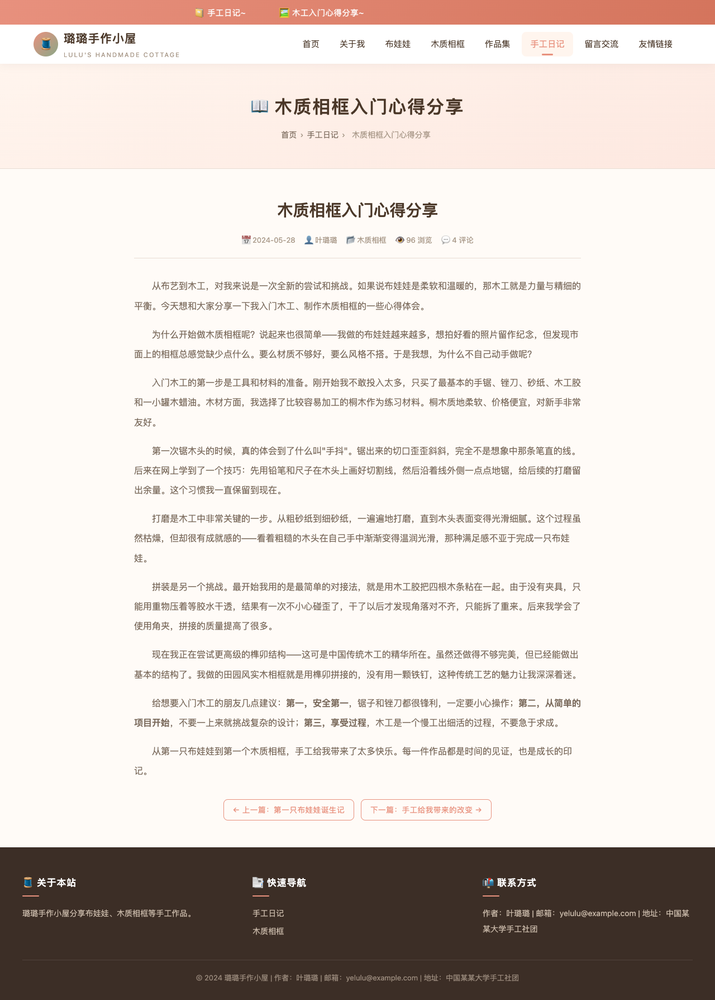 📒 手工日记~ 🖼️ 木工入门心得分享~
🧵 璐璐手作小屋
LULU'S HANDMADE COTTAGE
首页 关于我 布娃娃 木质相框 作品集 手工日记 留言交流 友情链接
📖 木质相框入门心得分享
首页 › 手工日记 › 木质相框入门心得分享
木质相框入门心得分享
📅 2024-05-28 👤 叶璐璐 📂 木质相框 👁️ 96 浏览 💬 4 评论
从布艺到木工，对我来说是一次全新的尝试和挑战。如果说布娃娃是柔软和温暖的，那木工就是力量与精细的
平衡。今天想和大家分享一下我入门木工、制作木质相框的一些心得体会。
为什么开始做木质相框呢？说起来也很简单——我做的布娃娃越来越多，想拍好看的照片留作纪念，但发现市
面上的相框总感觉缺少点什么。要么材质不够好，要么风格不搭。于是我想，为什么不自己动手做呢？
入门木工的第一步是工具和材料的准备。刚开始我不敢投入太多，只买了最基本的手锯、锉刀、砂纸、木工胶
和一小罐木蜡油。木材方面，我选择了比较容易加工的桐木作为练习材料。桐木质地柔软、价格便宜，对新手非常
友好。
第一次锯木头的时候，真的体会到了什么叫"手抖"。锯出来的切口歪歪斜斜，完全不是想象中那条笔直的线。
后来在网上学到了一个技巧：先用铅笔和尺子在木头上画好切割线，然后沿着线外侧一点点地锯，给后续的打磨留
出余量。这个习惯我一直保留到现在。
打磨是木工中非常关键的一步。从粗砂纸到细砂纸，一遍遍地打磨，直到木头表面变得光滑细腻。这个过程虽
然枯燥，但却很有成就感的——看着粗糙的木头在自己手中渐渐变得温润光滑，那种满足感不亚于完成一只布娃
娃。
拼装是另一个挑战。最开始我用的是最简单的对接法，就是用木工胶把四根木条粘在一起。由于没有夹具，只
能用重物压着等胶水干透，结果有一次不小心碰歪了，干了以后才发现角落对不齐，只能拆了重来。后来我学会了
使用角夹，拼接的质量提高了很多。
现在我正在尝试更高级的榫卯结构——这可是中国传统木工的精华所在。虽然还做得不够完美，但已经能做出
基本的结构了。我做的田园风实木相框就是用榫卯拼接的，没有用一颗铁钉，这种传统工艺的魅力让我深深着迷。
给想要入门木工的朋友几点建议：第一，安全第一，锯子和锉刀都很锋利，一定要小心操作；第二，从简单的
项目开始，不要一上来就挑战复杂的设计；第三，享受过程，木工是一个慢工出细活的过程，不要急于求成。
从第一只布娃娃到第一个木质相框，手工给我带来了太多快乐。每一件作品都是时间的见证，也是成长的印
记。
← 上一篇：第一只布娃娃诞生记 下一篇：手工给我带来的改变 →
🧵 关于本站
璐璐手作小屋分享布娃娃、木质相框等手工作品。
📑 快速导航
手工日记
木质相框
📬 联系方式
作者：叶璐璐 | 邮箱：yelulu@example.com | 地址：中国某
某大学手工社团
© 2024 璐璐手作小屋 | 作者：叶璐璐 | 邮箱：yelulu@example.com | 地址：中国某某大学手工社团